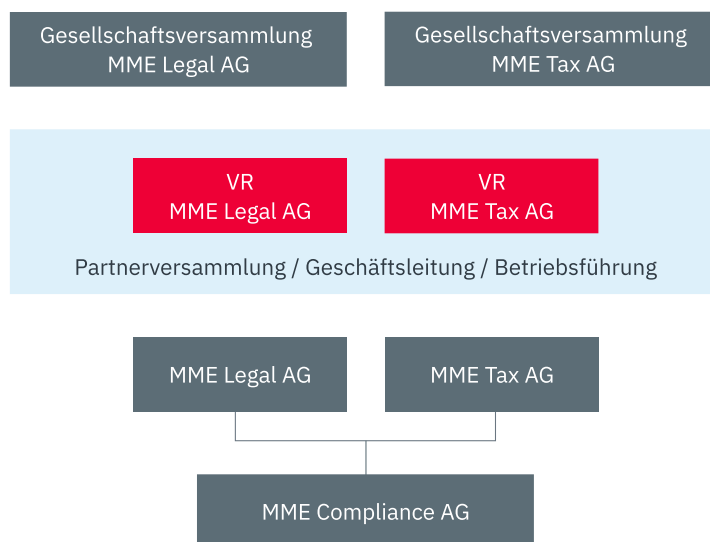 Gesellschaftsversammlung
MME Legal AG
Gesellschaftsversammlung
MME Tax AG
VR
MME Legal AG
VR
MME Tax AG
Partnerversammlung / Geschäftsleitung / Betriebsführung
MME Legal AG
MME Tax AG
MME Compliance AG